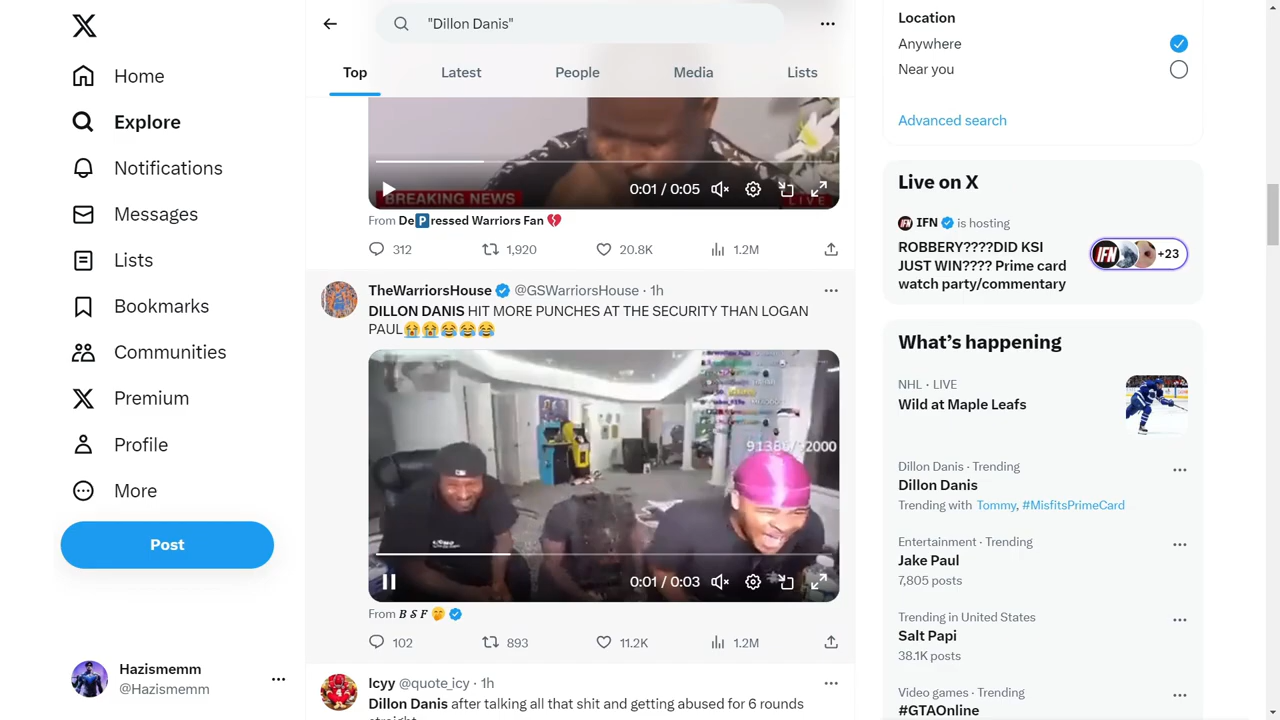 "Dillon Danis"
Top
Latest
People
Media
Lists
Home
Explore
Notifications
Messages
Lists
Bookmarks
Communities
Premium
Profile
More
Post
Hazismemm
@Hazismemm
BREAKING NEWS
LIVE
0:01 / 0:05
From De🅿️ressed Warriors Fan 💔
312
1,920
20.8K
1.2M
TheWarriorsHouse @GSWarriorsHouse · 1h
DILLON DANIS HIT MORE PUNCHES AT THE SECURITY THAN LOGAN
PAUL😭😭😂😂😂
0:01 / 0:03
From 𝑩 𝑺 𝑭 🤭
102
893
11.2K
1.2M
Icyy @quote_icy · 1h
Dillon Danis after talking all that shit and getting abused for 6 rounds
straight
Location
Anywhere
Near you
Advanced search
Live on X
IFN is hosting
ROBBERY????DID KSI
JUST WIN???? Prime card
watch party/commentary
IFN
+23
What’s happening
NHL · LIVE
Wild at Maple Leafs
Dillon Danis · Trending
Dillon Danis
Trending with Tommy, #MisfitsPrimeCard
Entertainment · Trending
Jake Paul
7,805 posts
Trending in United States
Salt Papi
38.1K posts
Video games · Trending
#GTAOnline